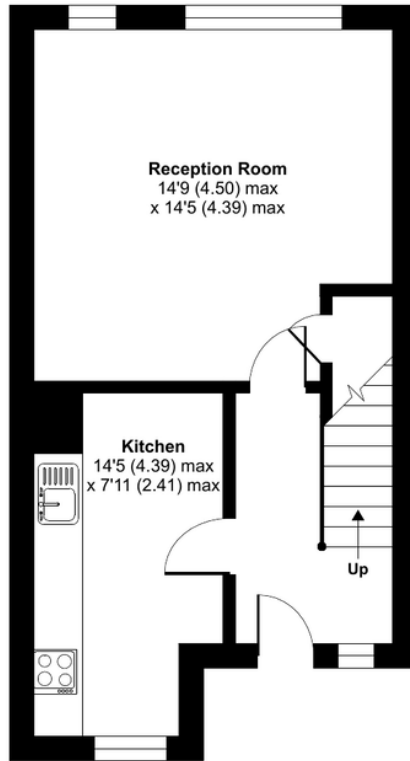 Reception Room
14'9 (4.50) max
x 14'5 (4.39) max
Kitchen
14'5 (4.39) max
x 7'11 (2.41) max
Up